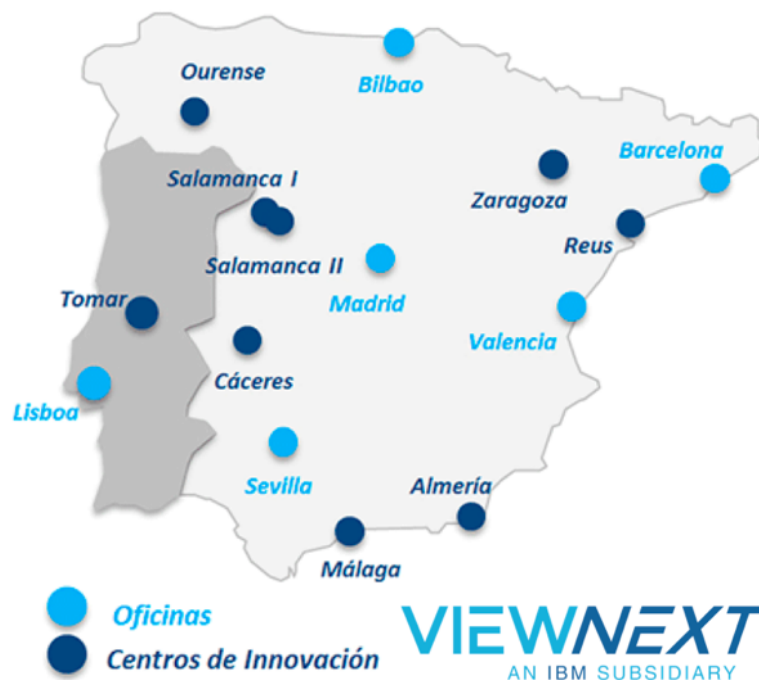 Ourense
Bilbao
Barcelona
Salamanca I
Zaragoza
Reus
Salamanca II
Tomar
Madrid
Valencia
Cáceres
Lisboa
Sevilla
Almería
Málaga
Oficinas
Centros de Innovación
VIEWNEXT
AN IBM SUBSIDIARY